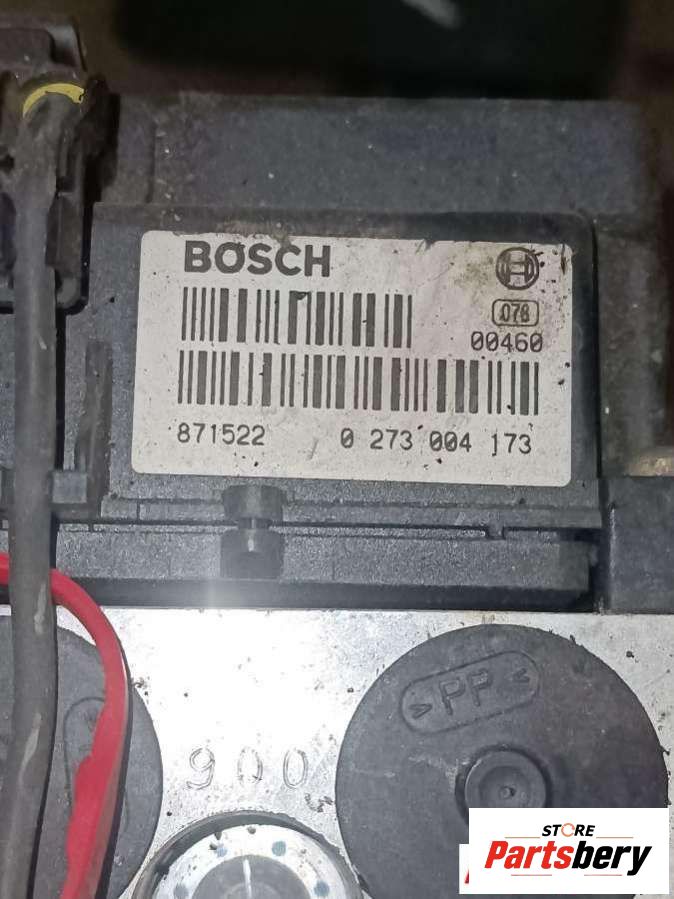 BOSCH
078
00460
871522 0 273 004 173
>PP<
900
STORE
Partsbery